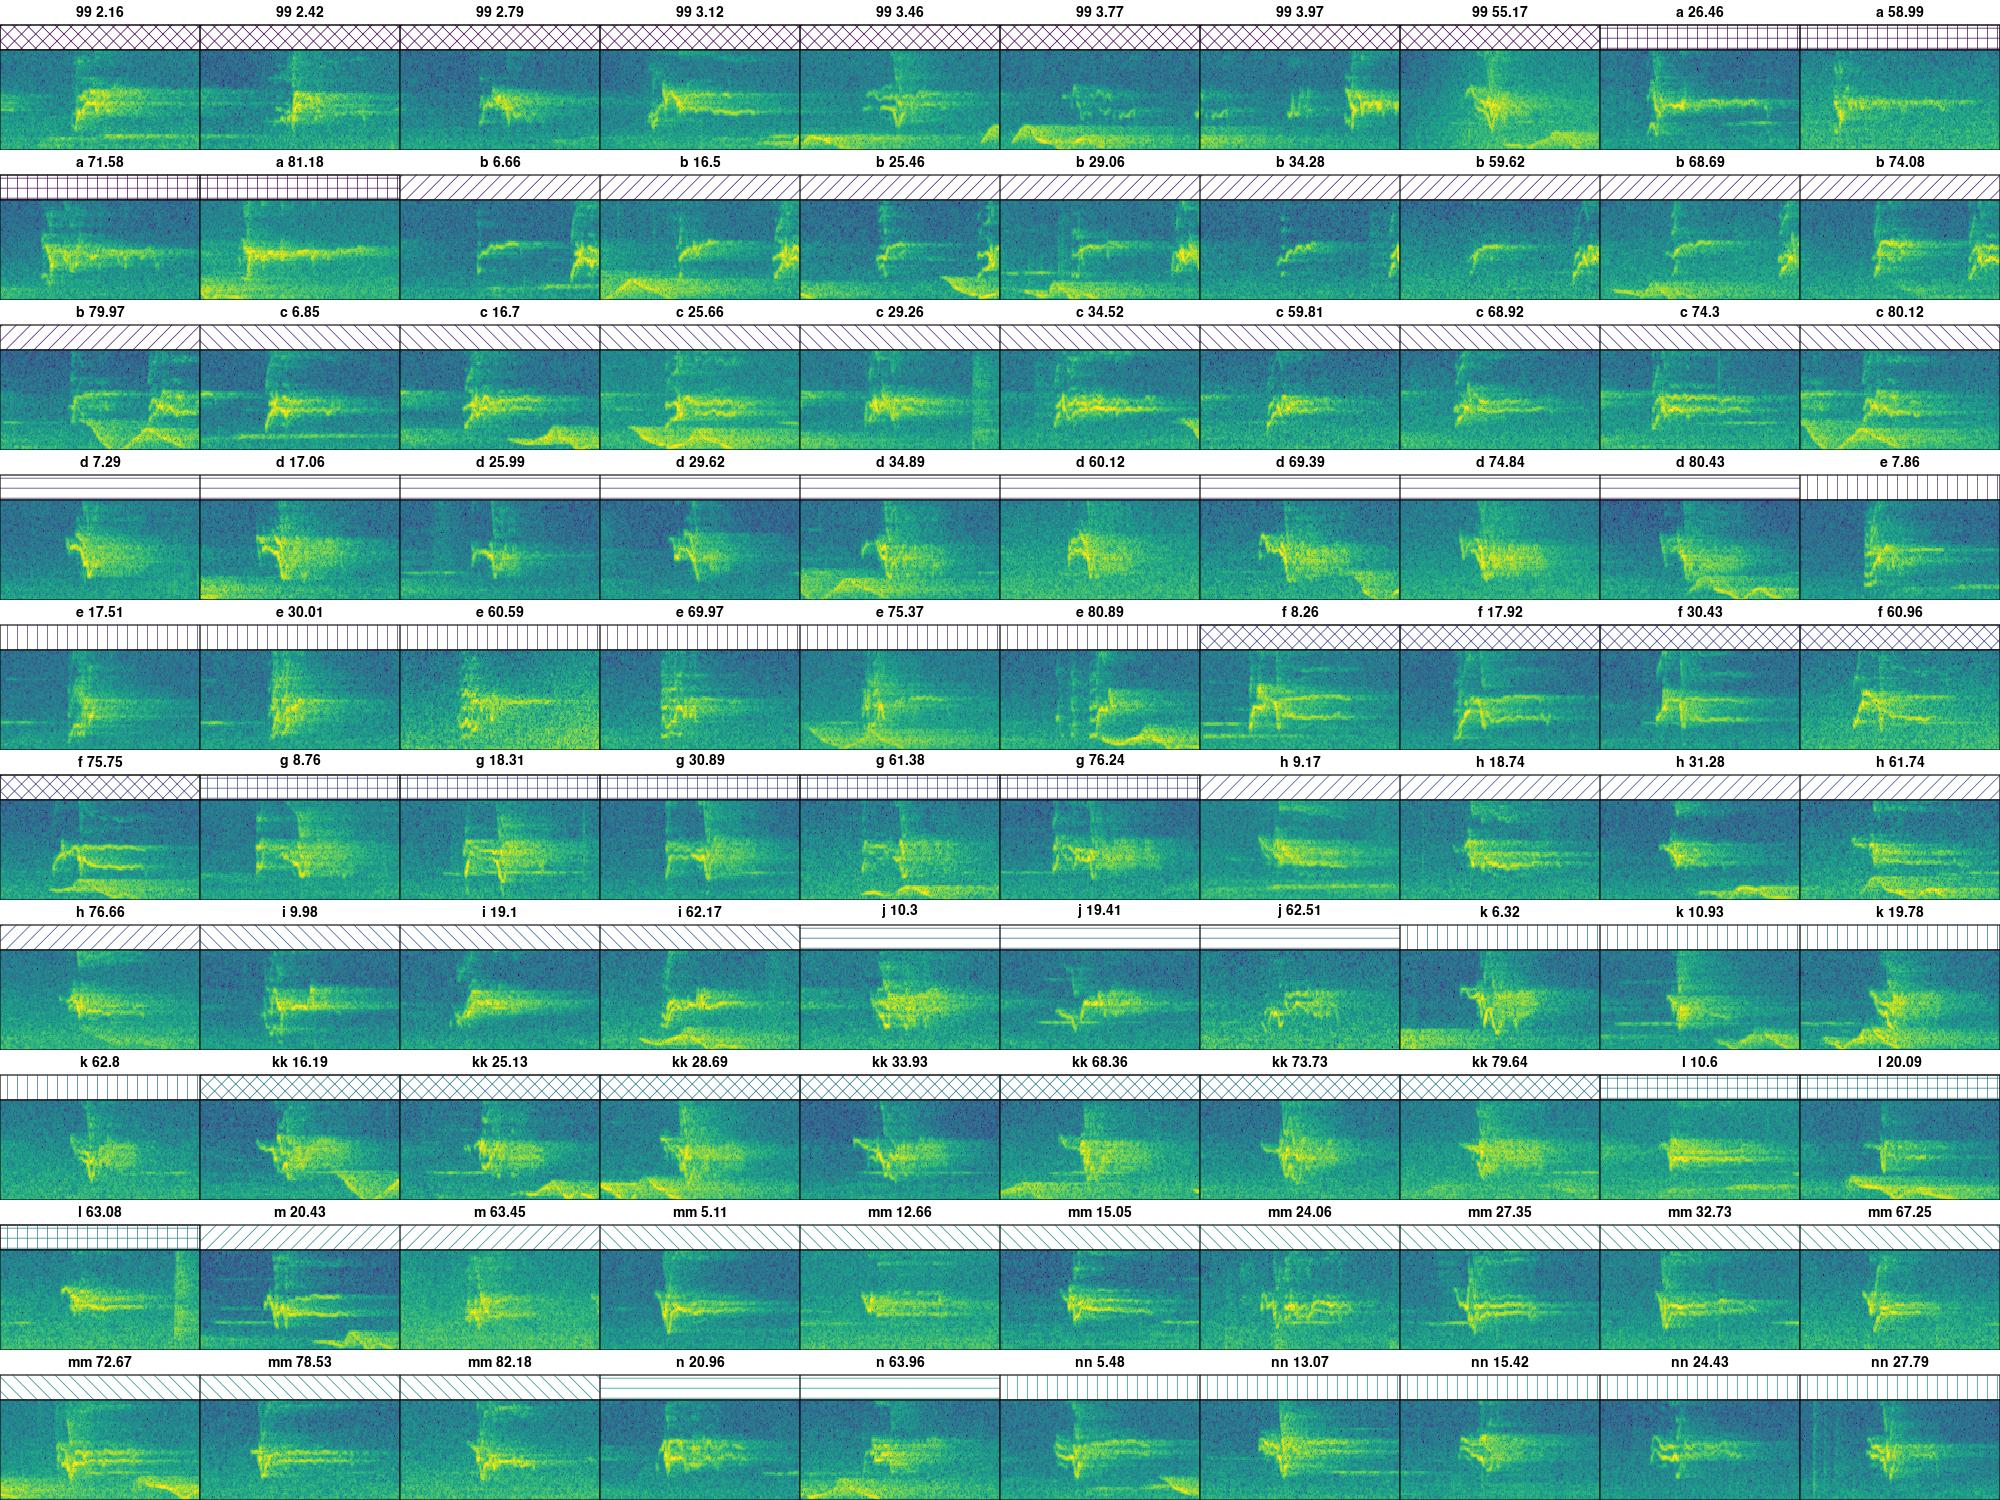 99 2.16 99 2.42 99 2.79 99 3.12 99 3.46 99 3.77 99 3.97 99 55.17 a 26.46 a 58.99
a 71.58 a 81.18 b 6.66 b 16.5 b 25.46 b 29.06 b 34.28 b 59.62 b 68.69 b 74.08
b 79.97 c 6.85 c 16.7 c 25.66 c 29.26 c 34.52 c 59.81 c 68.92 c 74.3 c 80.12
d 7.29 d 17.06 d 25.99 d 29.62 d 34.89 d 60.12 d 69.39 d 74.84 d 80.43 e 7.86
e 17.51 e 30.01 e 60.59 e 69.97 e 75.37 e 80.89 f 8.26 f 17.92 f 30.43 f 60.96
f 75.75 g 8.76 g 18.31 g 30.89 g 61.38 g 76.24 h 9.17 h 18.74 h 31.28 h 61.74
h 76.66 i 9.98 i 19.1 i 62.17 j 10.3 j 19.41 j 62.51 k 6.32 k 10.93 k 19.78
k 62.8 kk 16.19 kk 25.13 kk 28.69 kk 33.93 kk 68.36 kk 73.73 kk 79.64 l 10.6 l 20.09
l 63.08 m 20.43 m 63.45 mm 5.11 mm 12.66 mm 15.05 mm 24.06 mm 27.35 mm 32.73 mm 67.25
mm 72.67 mm 78.53 mm 82.18 n 20.96 n 63.96 nn 5.48 nn 13.07 nn 15.42 nn 24.43 nn 27.79